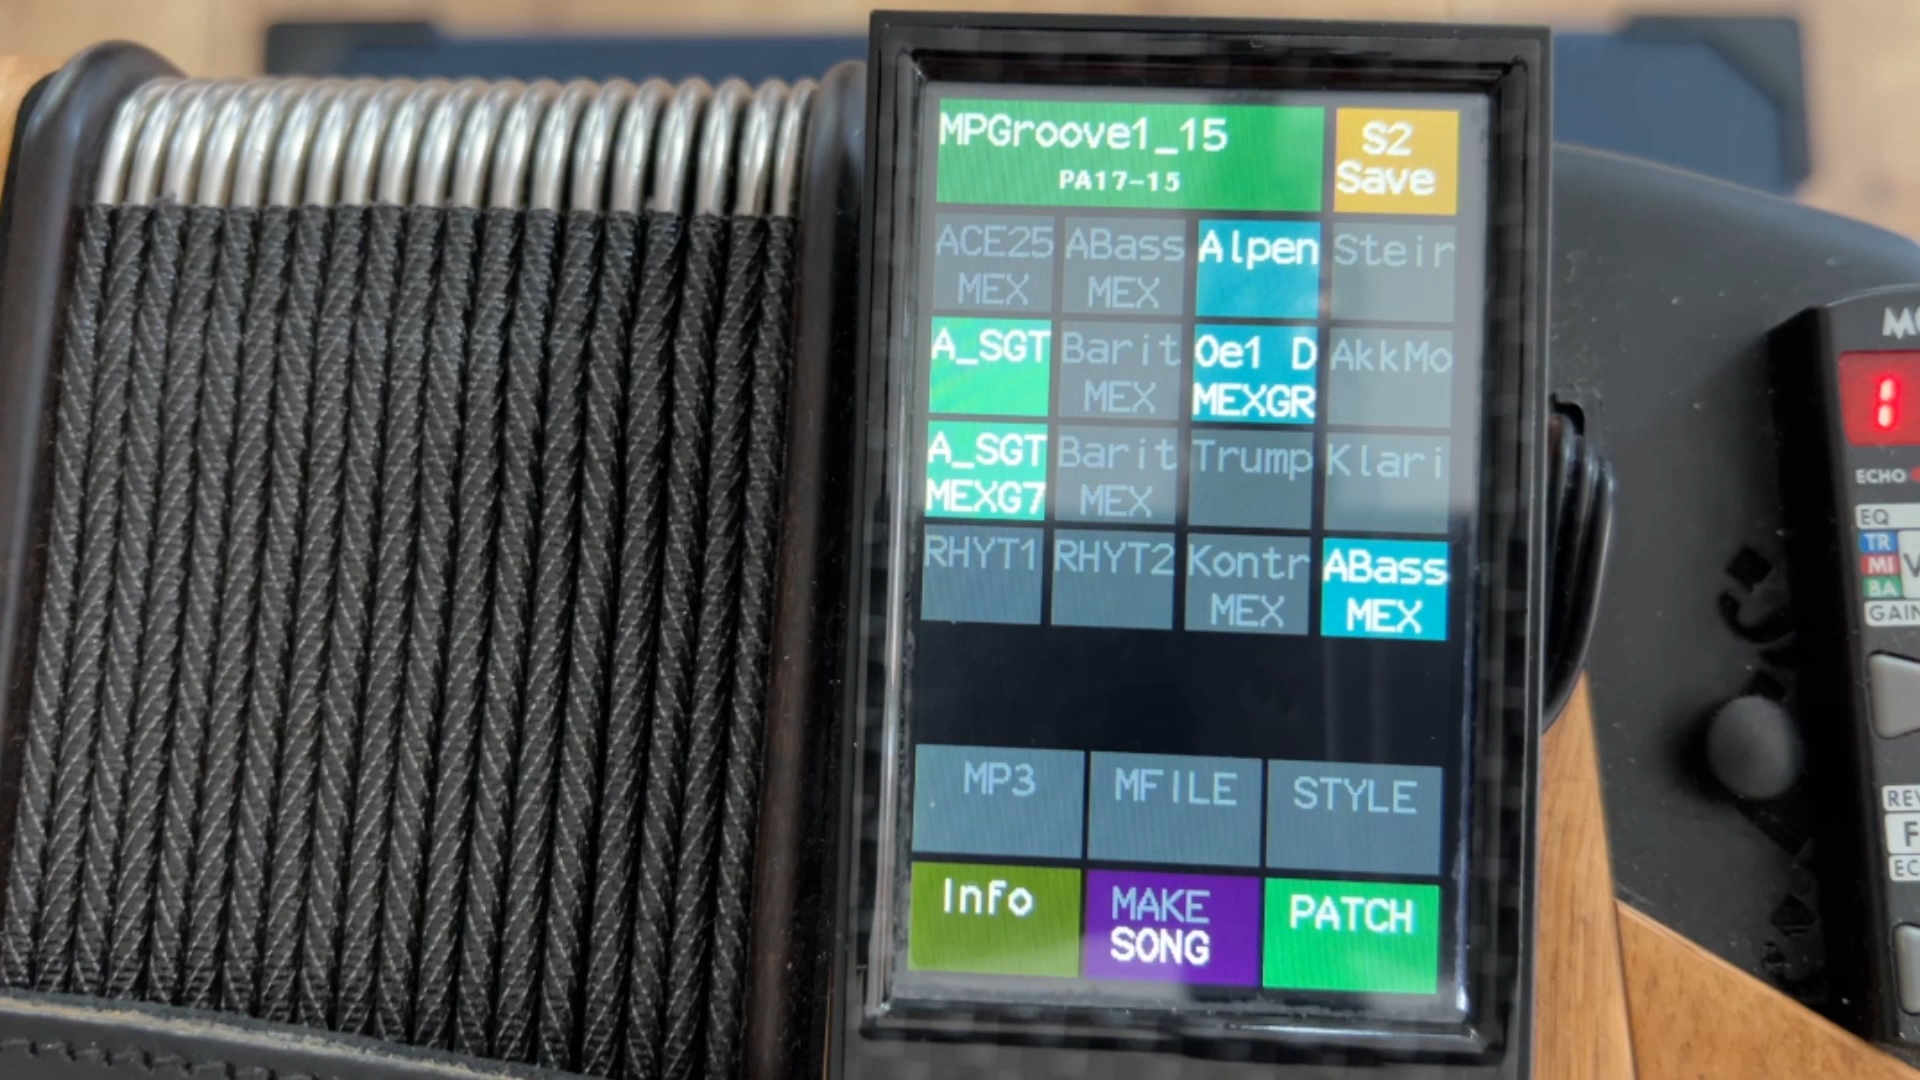 MPGroove1_15
PA17-15
S2
Save
ACE25
MEX
ABass
MEX
Alpen
Steir
A_SGT
Barit
MEX
Oe1 D
MEXGR
AkkMo
A_SGT
MEXG7
Barit
MEX
Trump
Klari
RHYT1
RHYT2
Kontr
MEX
ABass
MEX
MP3
MFILE
STYLE
Info
MAKE
SONG
PATCH
1
ECHO
EQ
TR
MI
BA